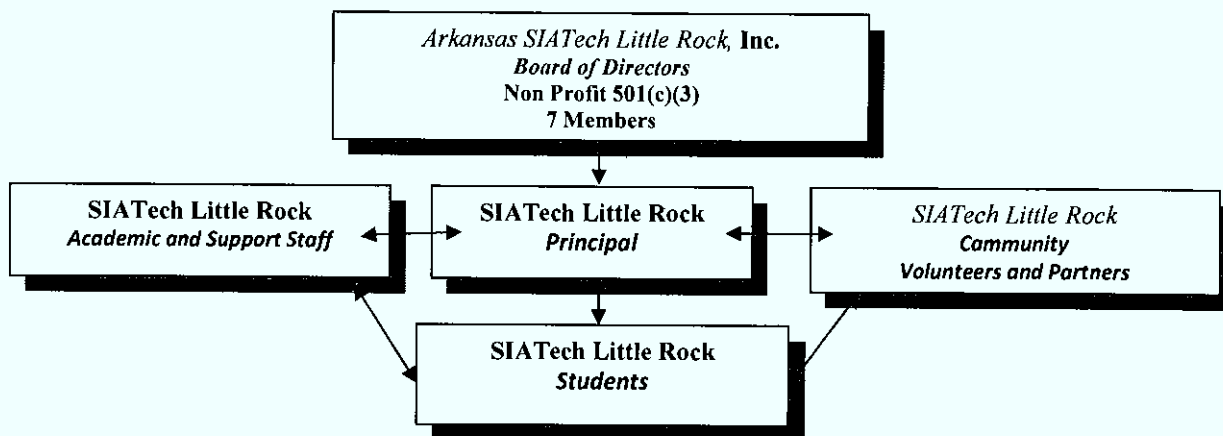 Arkansas SIATech Little Rock, Inc.
Board of Directors
Non Profit 501(c)(3)
7 Members
SIATech Little Rock
Academic and Support Staff
SIATech Little Rock
Principal
SIATech Little Rock
Cammunity
Volunteers and Partners
SIATech Little Rock
Students